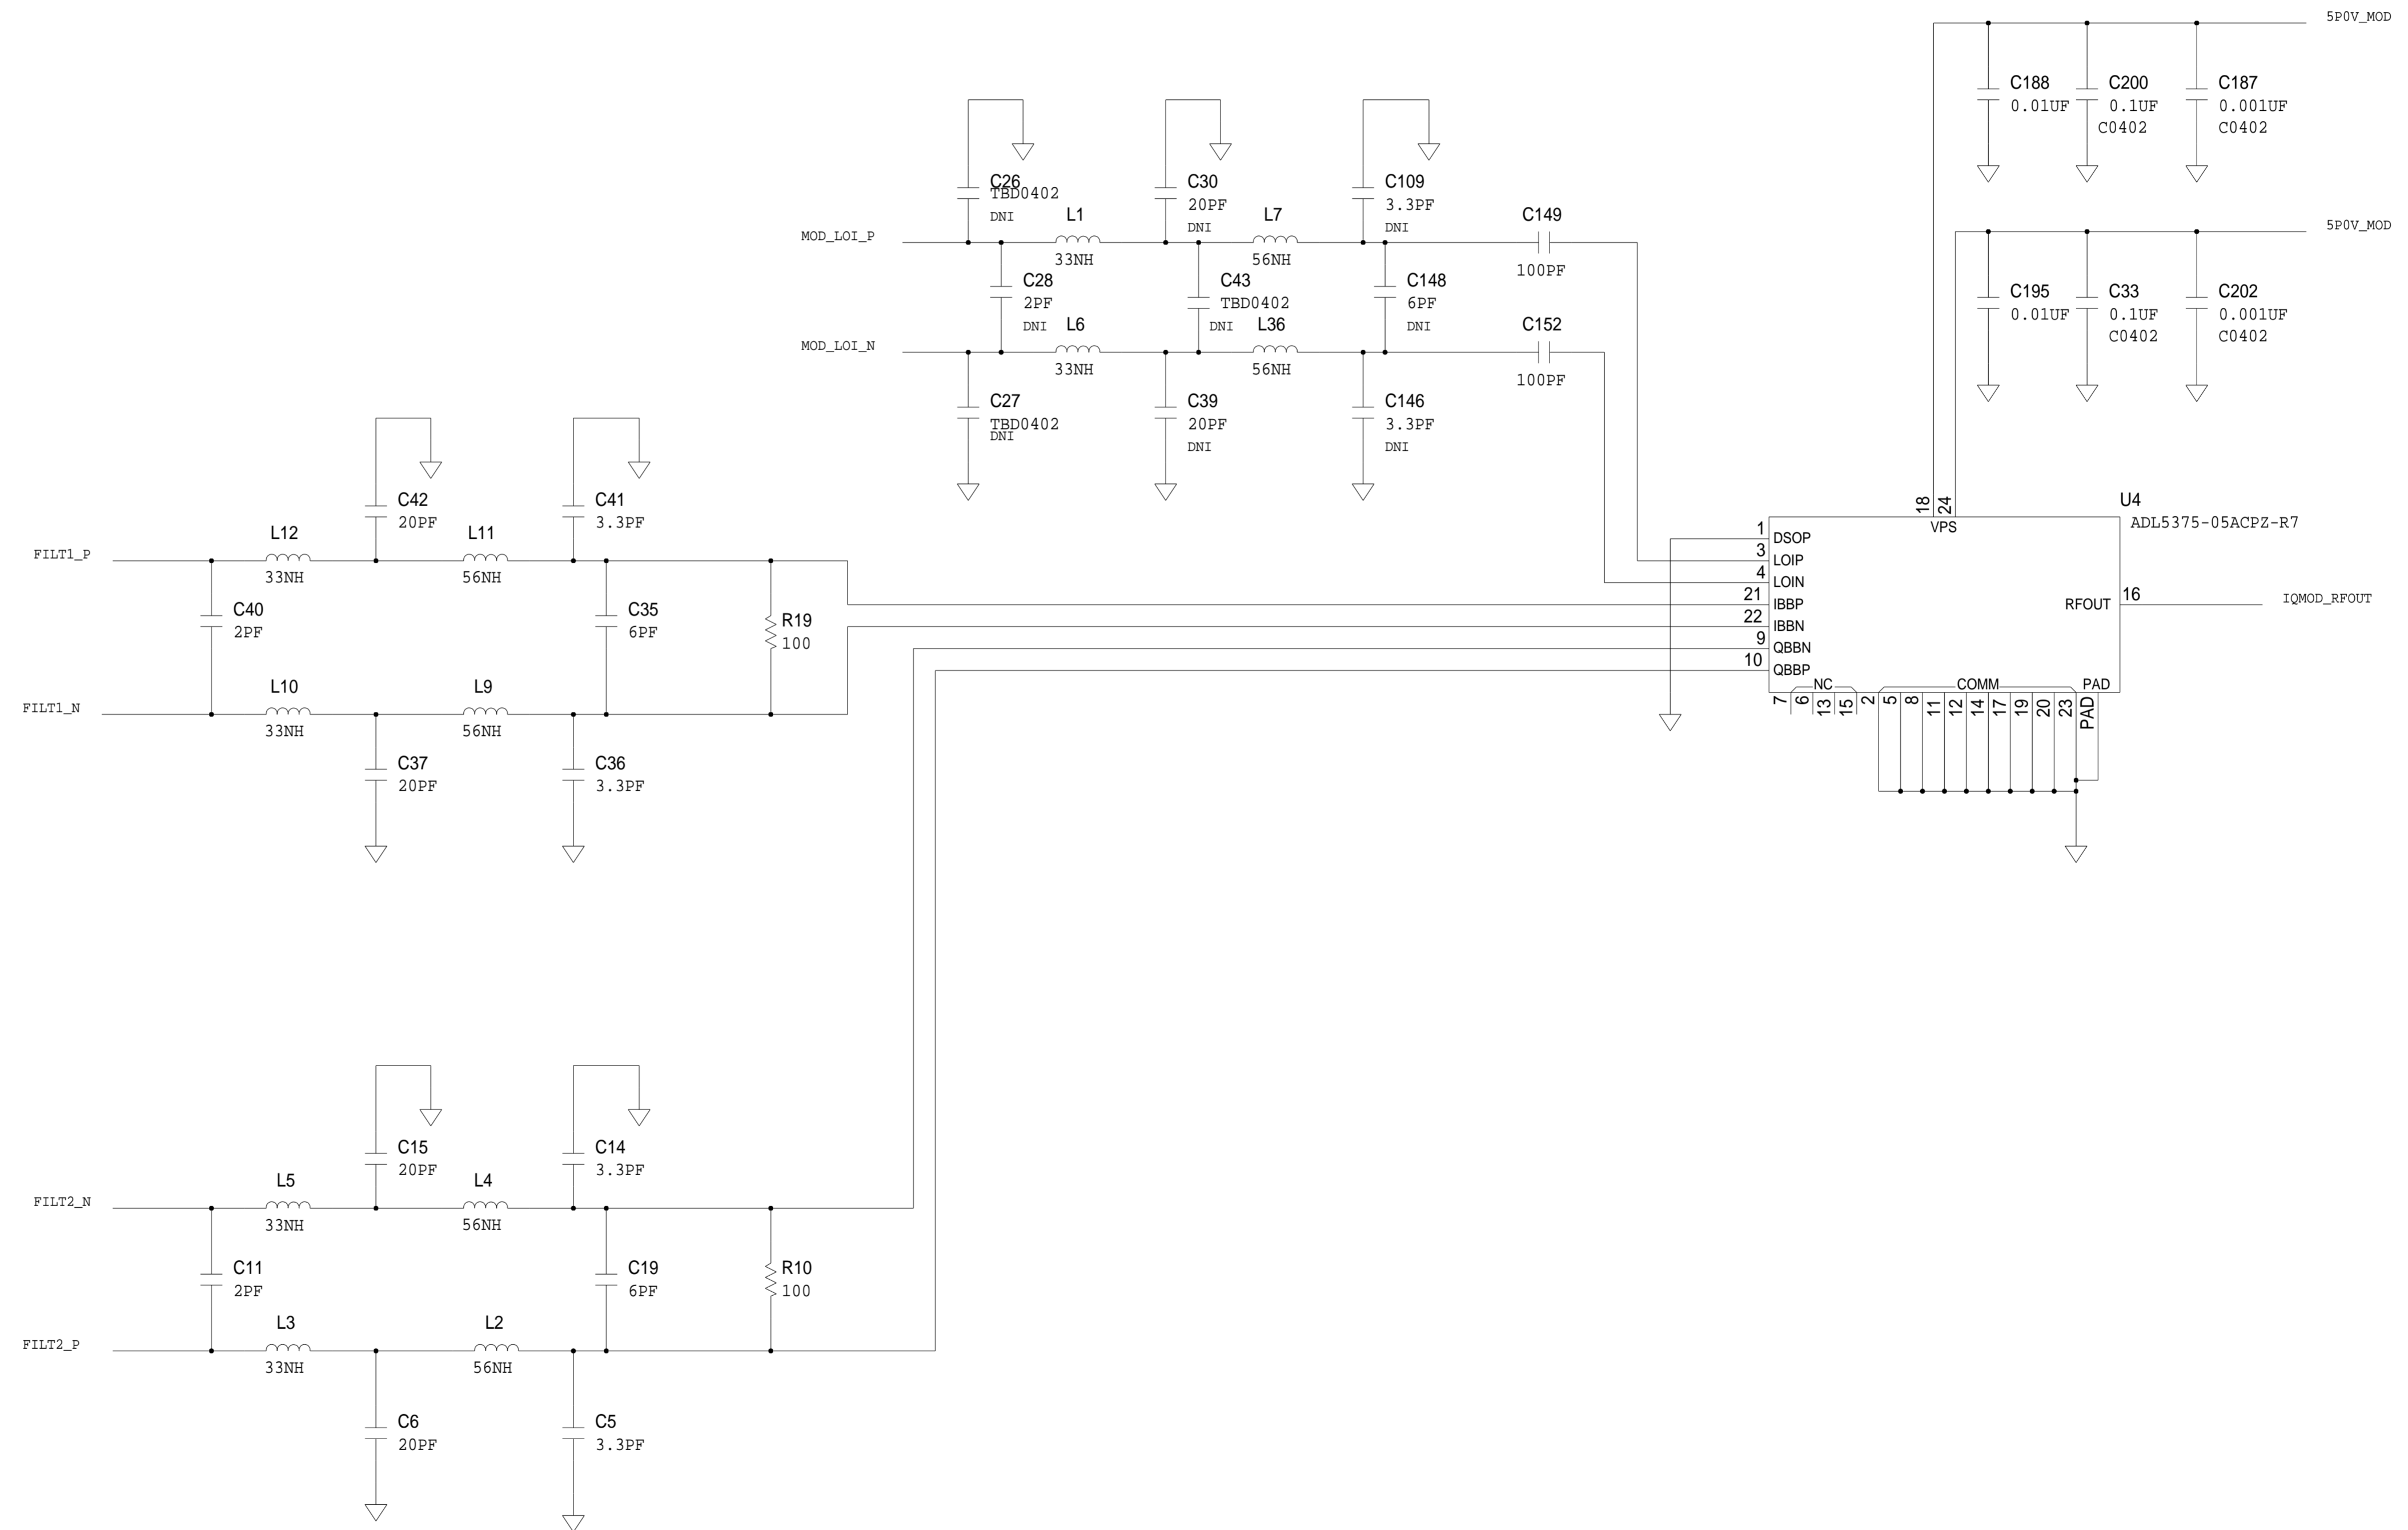 5P0V_MOD
C188
0.01UF
C200
0.1UF
C0402
C187
0.001UF
C0402
C26
TBD0402
DNI
C30
20PF
DNI
C109
3.3PF
DNI
MOD_LOI_P
L1
33NH
L7
56NH
C149
100PF
5P0V_MOD
C28
2PF
DNI
C43
TBD0402
DNI
C148
6PF
DNI
C195
0.01UF
C33
0.1UF
C0402
C202
0.001UF
C0402
MOD_LOI_N
L6
33NH
L36
56NH
C152
100PF
C27
TBD0402
DNI
C39
20PF
DNI
C146
3.3PF
DNI
C42
20PF
C41
3.3PF
FILT1_P
L12
33NH
L11
56NH
C40
2PF
C35
6PF
R19
100
FILT1_N
L10
33NH
L9
56NH
C37
20PF
C36
3.3PF
U4
ADL5375-05ACPZ-R7
18
24
VPS
1 DSOP
3 LOIP
4 LOIN
21 IBBP
22 IBBN
9 QBBN
10 QBBP
RFOUT 16
IQMOD_RFOUT
NC
COMM
PAD
7
6
13
15
2
5
8
11
12
14
17
19
20
23
PAD
C15
20PF
C14
3.3PF
FILT2_N
L5
33NH
L4
56NH
C11
2PF
C19
6PF
R10
100
FILT2_P
L3
33NH
L2
56NH
C6
20PF
C5
3.3PF